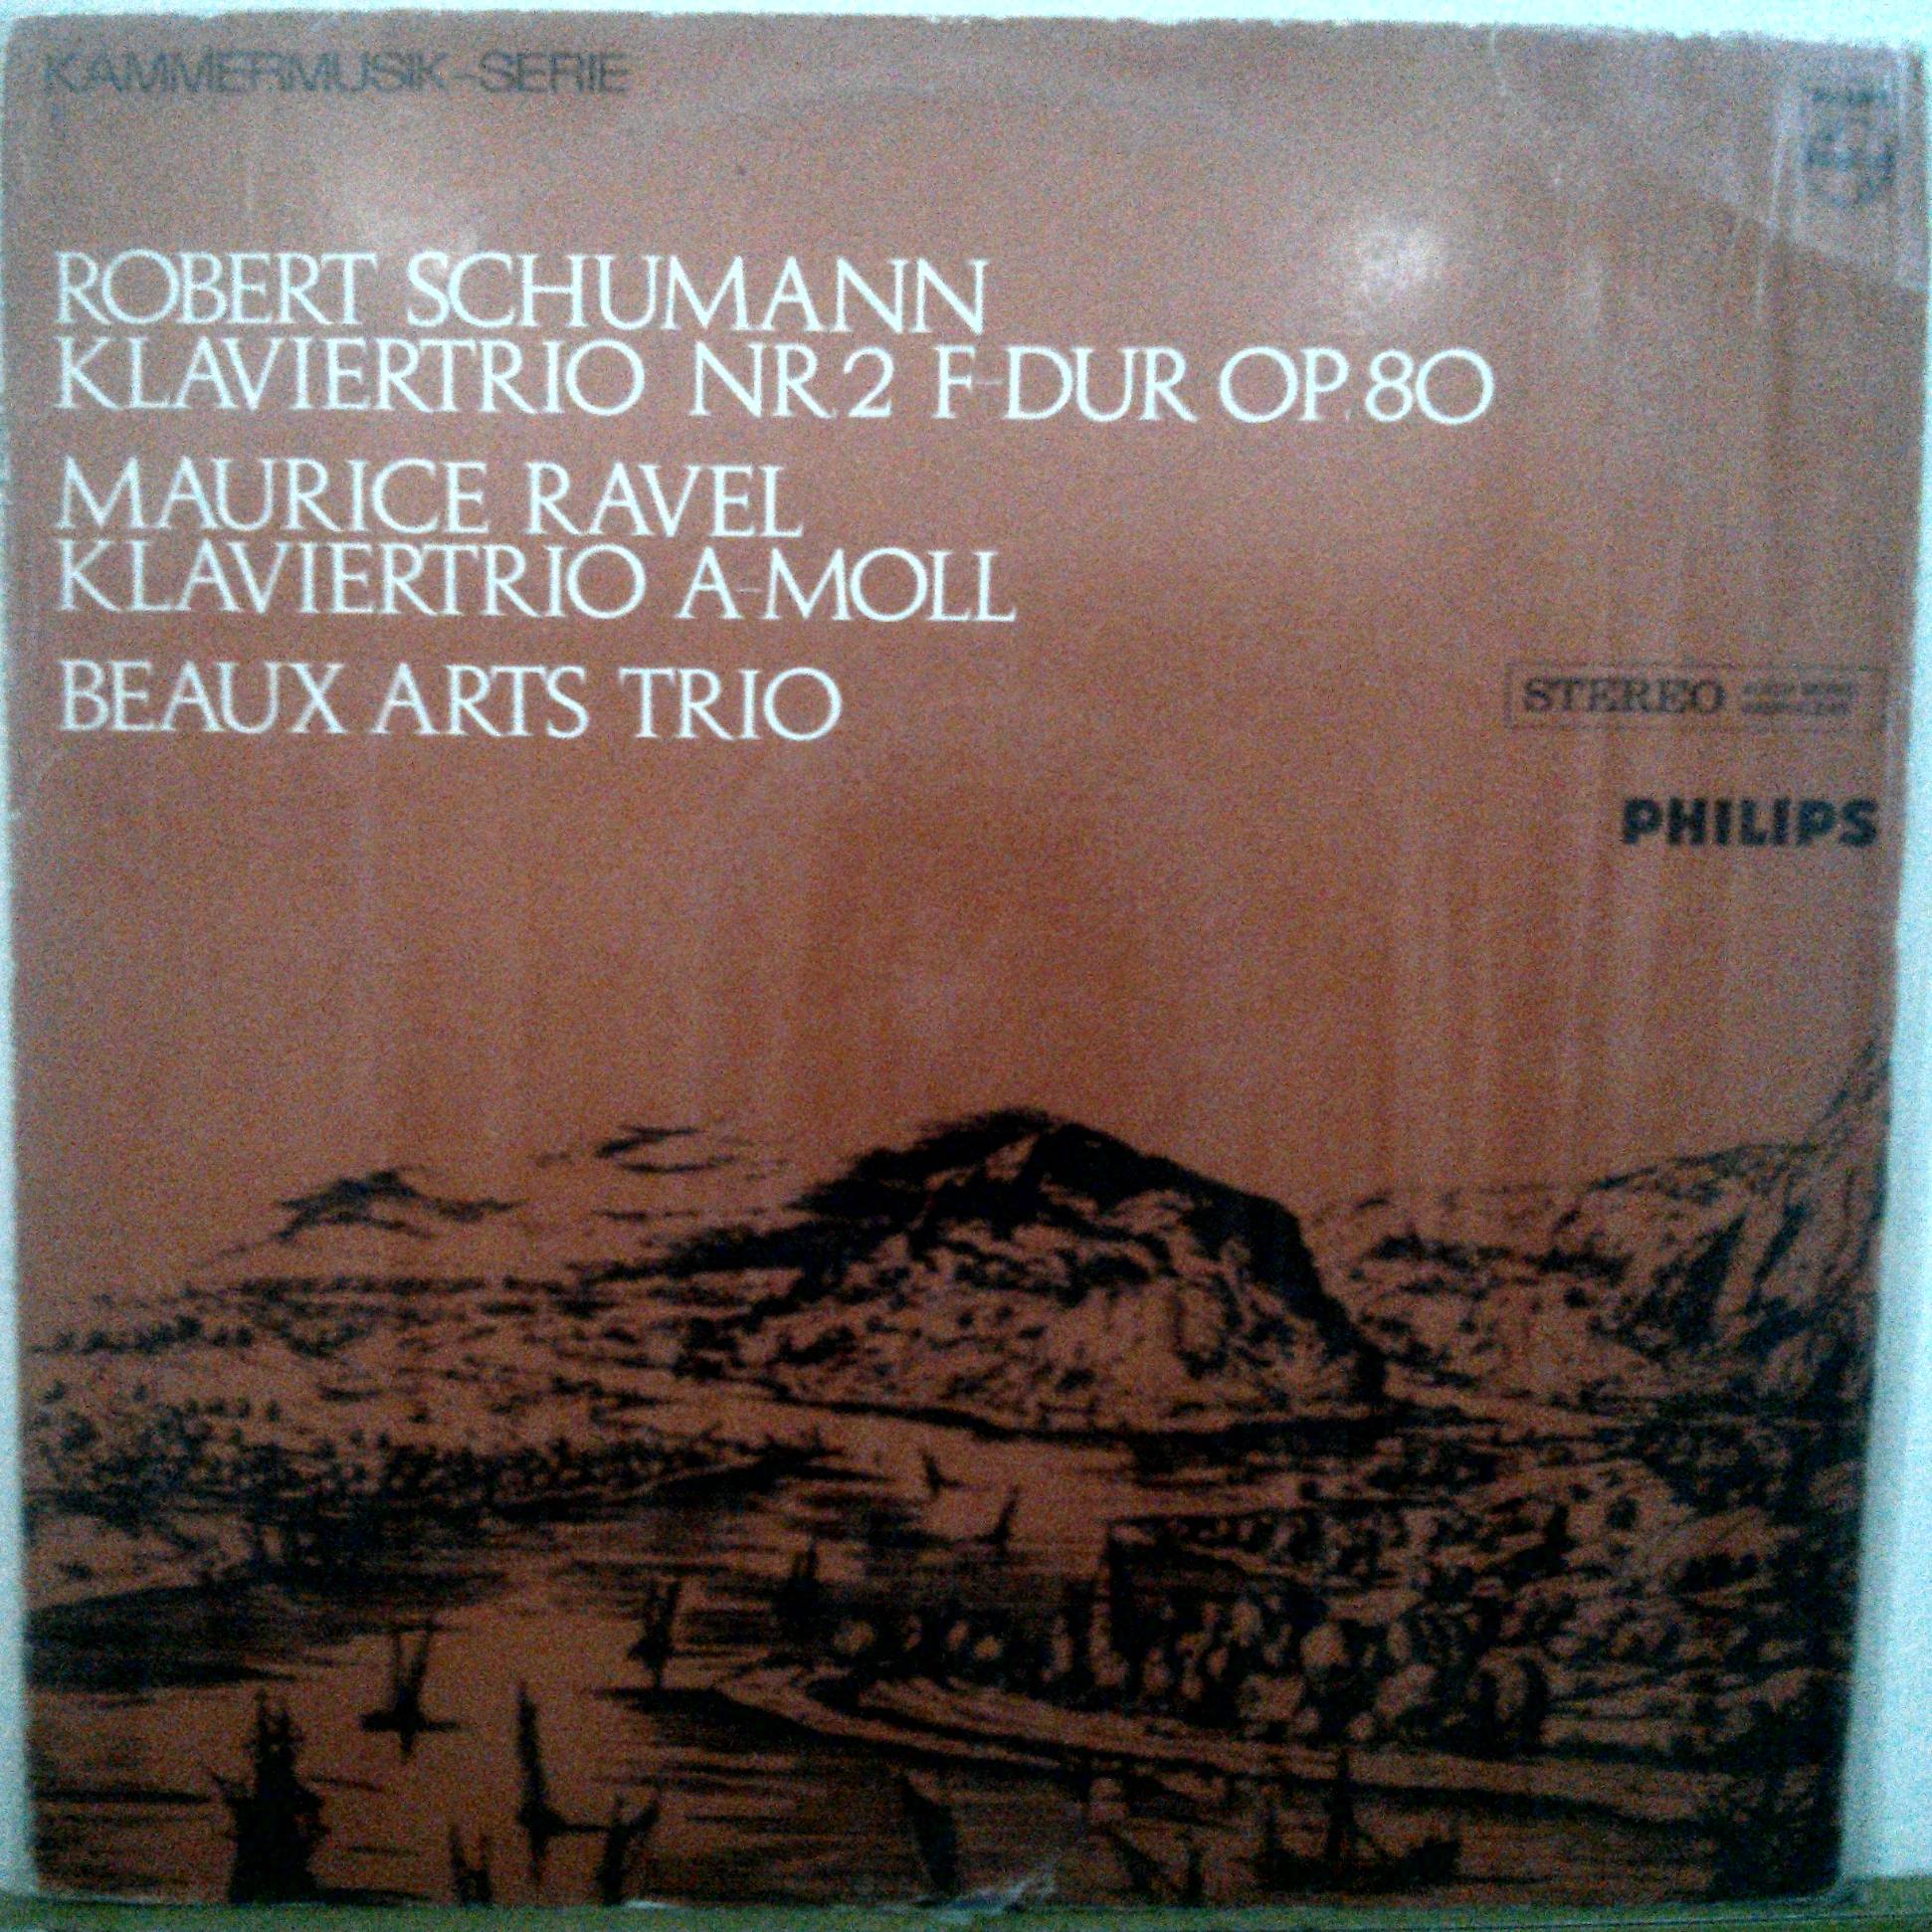 KAMMERMUSIK-SERIE
ROBERT SCHUMANN
KLAVIERTRIO NR.2 F-DUR OP.80
MAURICE RAVEL
KLAVIERTRIO A-MOLL
BEAUX ARTS TRIO
STEREO
PHILIPS